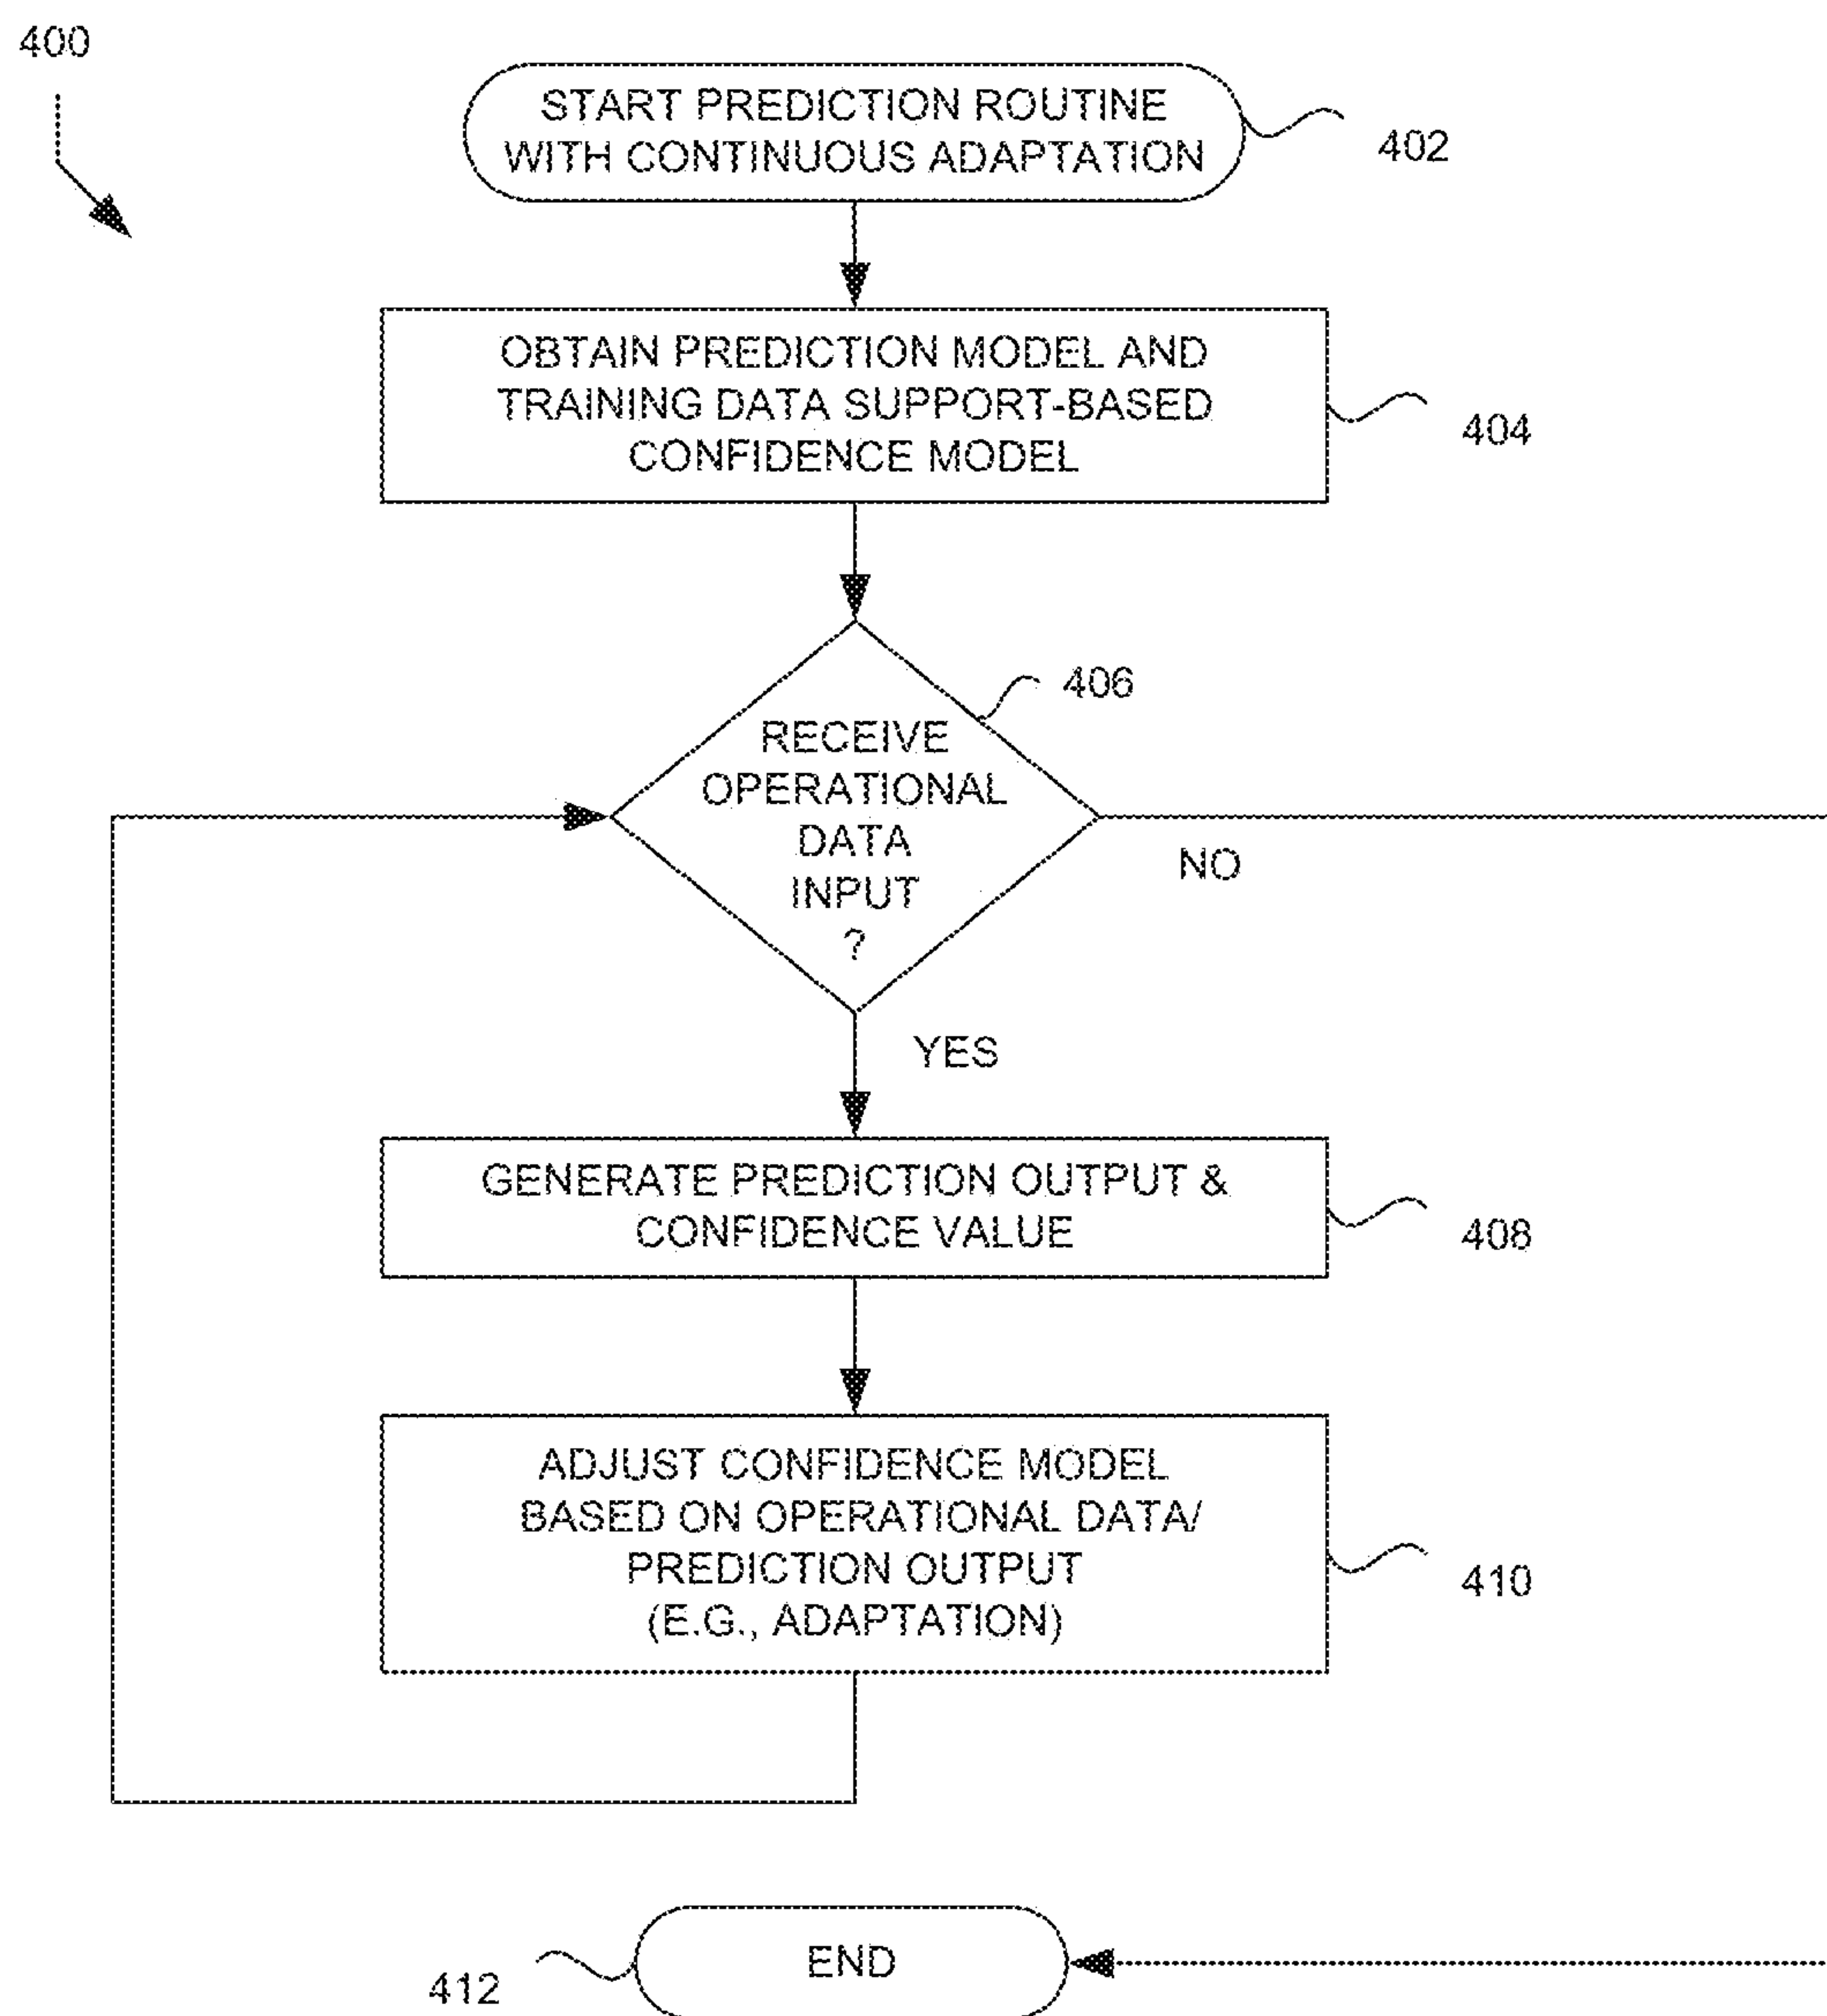 400
START PREDICTION ROUTINE
WITH CONTINUOUS ADAPTATION
402
OBTAIN PREDICTION MODEL AND
TRAINING DATA SUPPORT-BASED
CONFIDENCE MODEL
404
406
RECEIVE
OPERATIONAL
DATA
INPUT
?
NO
YES
GENERATE PREDICTION OUTPUT &
CONFIDENCE VALUE
408
ADJUST CONFIDENCE MODEL
BASED ON OPERATIONAL DATA/
PREDICTION OUTPUT
(E.G., ADAPTATION)
410
END
412